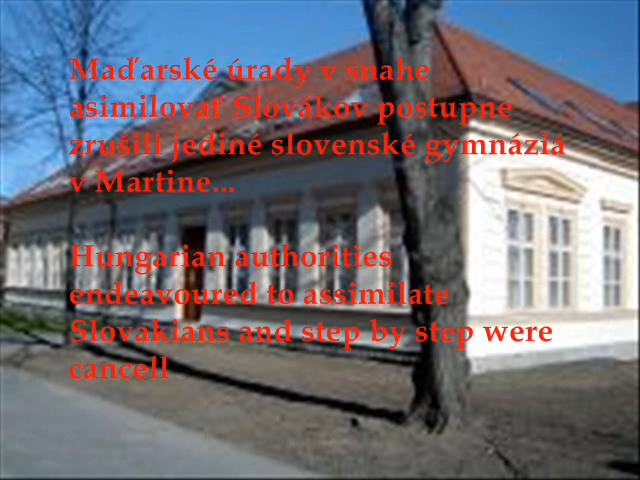 Maďarské úrady v snahe
asimilovať Slovákov postupne
zrušili jediné slovenské gymnáziá
v Martine...
Hungarian authorities
endeavoured to assimilate
Slovakians and step by step were
cancell